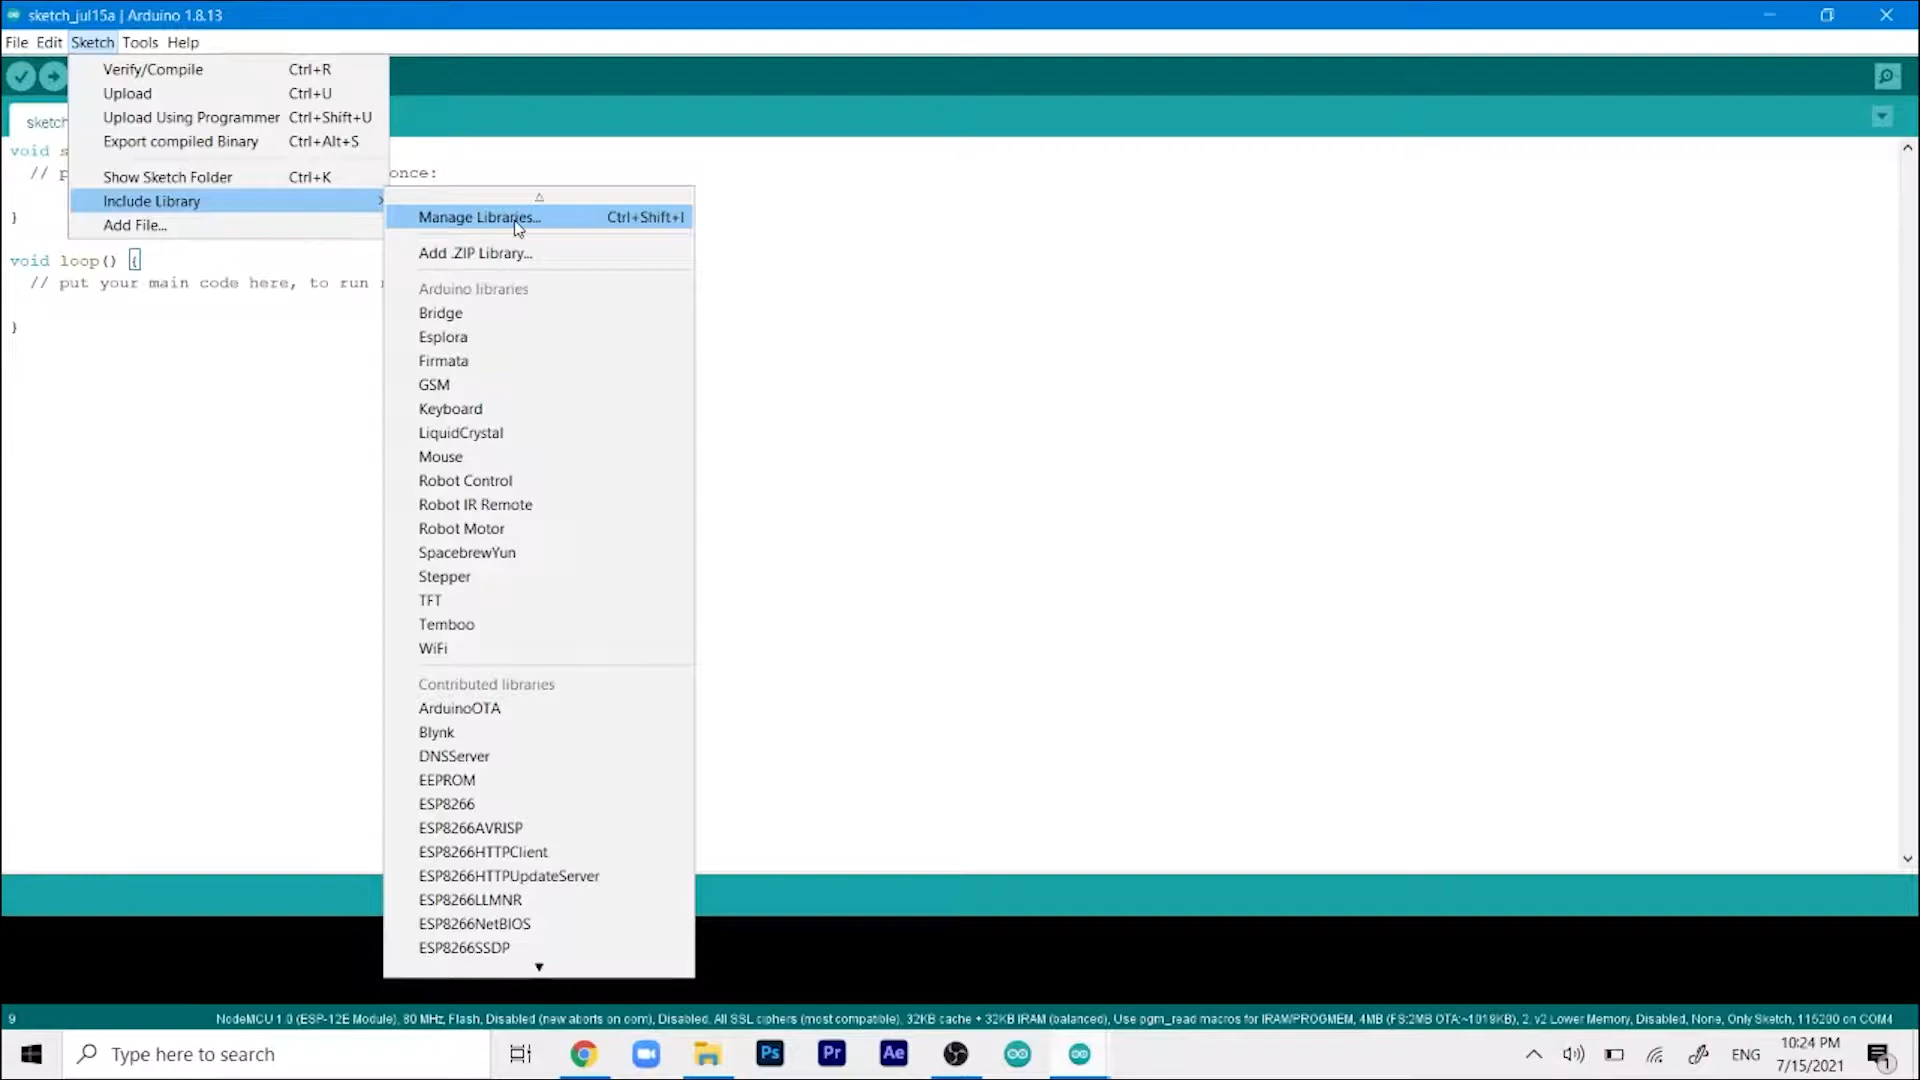 sketch_jul15a | Arduino 1.8.13
File Edit Sketch Tools Help
Verify/Compile Ctrl+R
Upload Ctrl+U
Upload Using Programmer Ctrl+Shift+U
Export compiled Binary Ctrl+Alt+S
Show Sketch Folder Ctrl+K
Include Library
Add File...
sketch
void s
// p
once:
}
void loop() {
// put your main code here, to run
}
Manage Libraries... Ctrl+Shift+I
Add .ZIP Library...
Arduino libraries
Bridge
Esplora
Firmata
GSM
Keyboard
LiquidCrystal
Mouse
Robot Control
Robot IR Remote
Robot Motor
SpacebrewYun
Stepper
TFT
Temboo
WiFi
Contributed libraries
ArduinoOTA
Blynk
DNSServer
EEPROM
ESP8266
ESP8266AVRISP
ESP8266HTTPClient
ESP8266HTTPUpdateServer
ESP8266LLMNR
ESP8266NetBIOS
ESP8266SSDP
9 NodeMCU 1.0 (ESP-12E Module), 80 MHz, Flash, Disabled (new aborts on oom), Disabled, All SSL ciphers (most compatible), 32KB cache + 32KB IRAM (balanced), Use pgm_read macros for IRAM/PROGMEM, 4MB (FS:2MB OTA:~1019KB), 2, v2 Lower Memory, Disabled, None, Only Sketch, 115200 on COM4
Type here to search
Ps
Pr
Ae
ENG
10:24 PM
7/15/2021
1